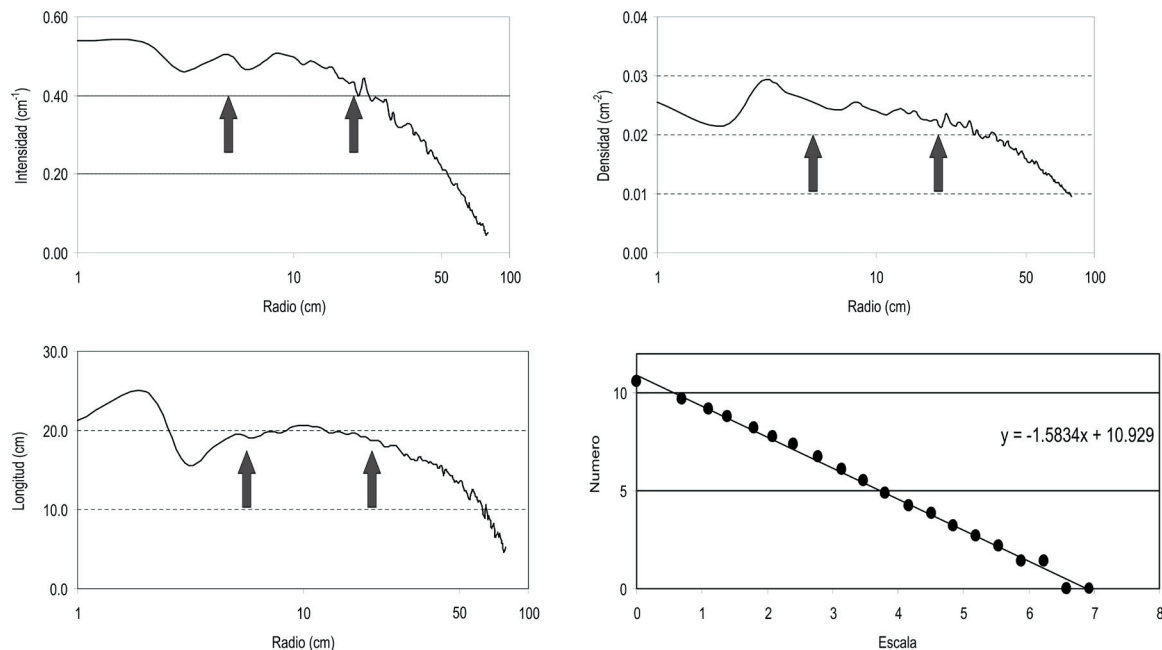 0.60
0.40
0.20
0.00
Intensidad (cm-1)
1
10
50
100
Radio (cm)
0.04
0.03
0.02
0.01
0.00
Densidad (cm-2)
1
10
100
Radio (cm)
30.0
20.0
10.0
0.0
Longitud (cm)
1
10
50
100
Radio (cm)
10
5
0
Numero
y = -1.5834x + 10.929
0 1 2 3 4 5 6 7 8
Escala